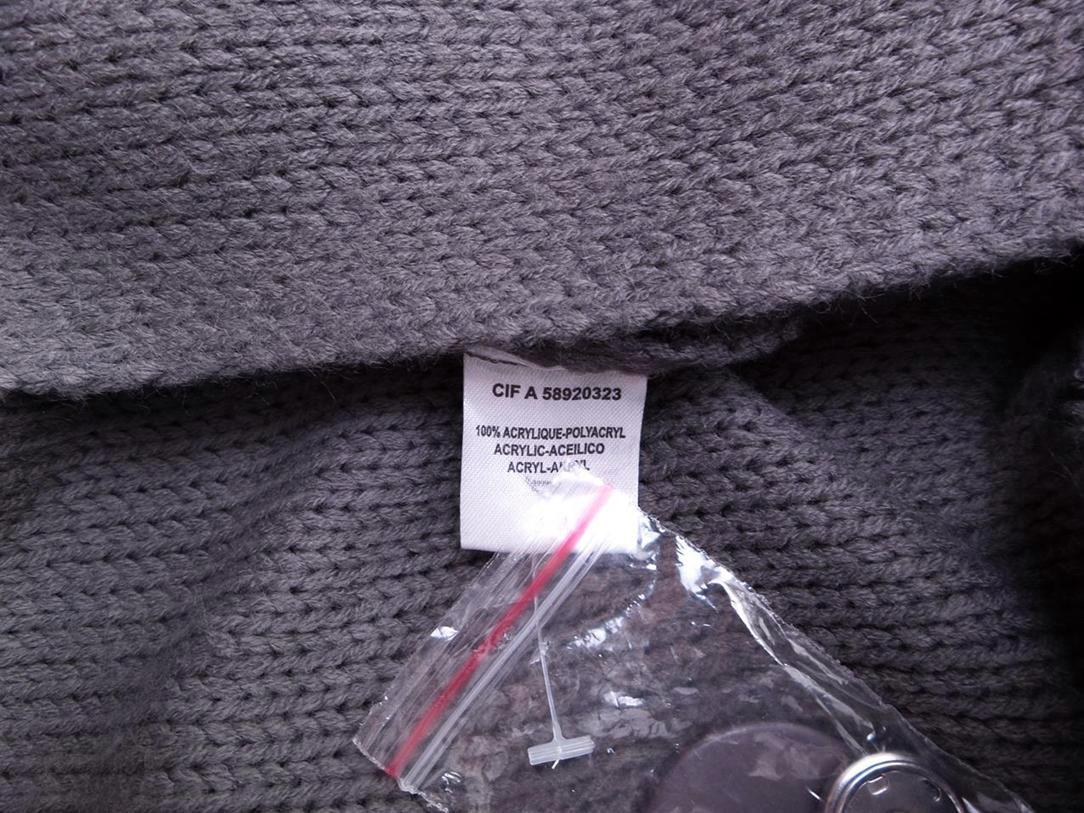 CIF A 58920323
100% ACRYLIQUE-POLYACRYL
ACRYLIC-ACEILICO